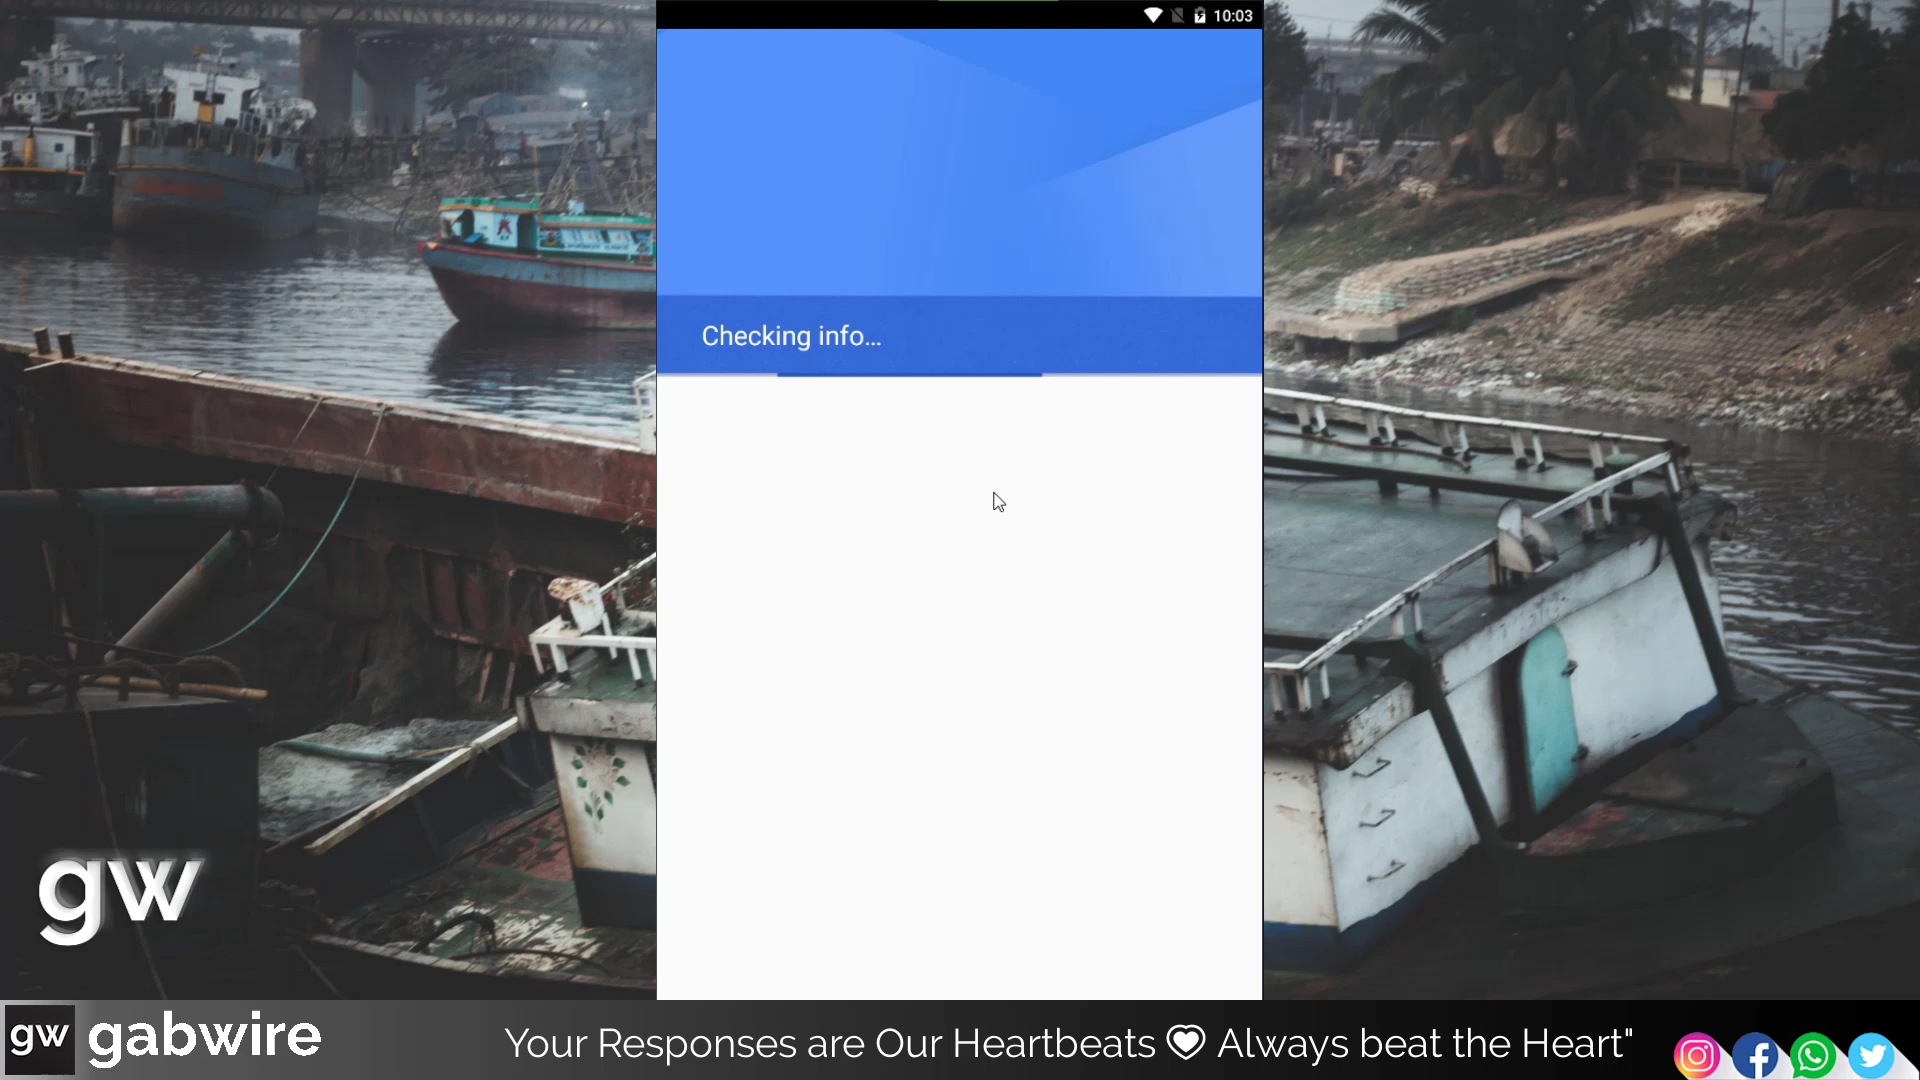 10:03
Checking info...
gw
gw gabwire
Your Responses are Our Heartbeats Always beat the Heart"